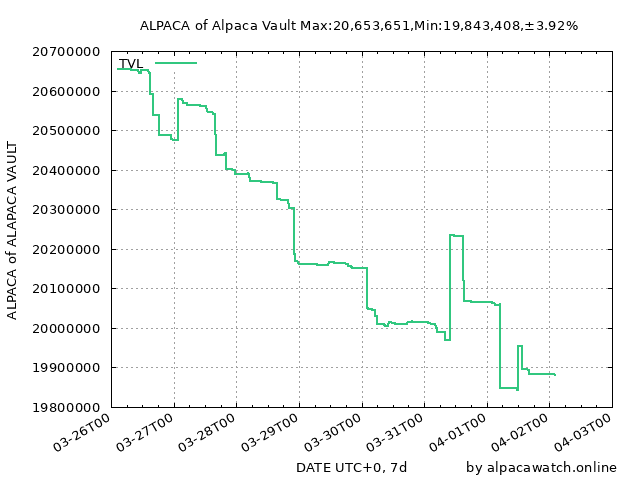 ALPACA of Alpaca Vault Max:20,653,651,Min:19,843,408,±3.92%
20700000
TVL
20600000
20500000
20400000
20300000
20200000
20100000
20000000
19900000
19800000
ALPACA of ALAPACA VAULT
03-26T00
03-27T00
03-28T00
03-29T00
03-30T00
03-31T00
04-01T00
04-02T00
04-03T00
DATE UTC+0, 7d
by alpacawatch.online